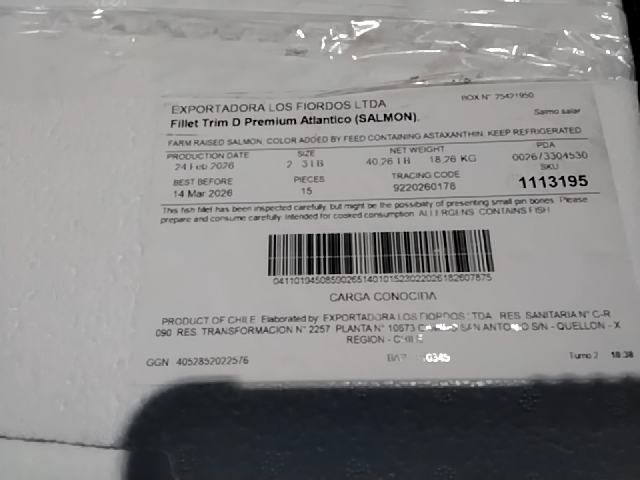 EXPORTADORA LOS FIORDOS LTDA
BOX N° 75421950
Fillet Trim D Premium Atlantico (SALMON).
Salmo salar
FARM RAISED SALMON. COLOR ADDED BY FEED CONTAINING ASTAXANTHIN. KEEP REFRIGERATED
PRODUCTION DATE SIZE NET WEIGHT PDA
24 Feb 2026 2 3 LB 40,26 LB 18,26 KG 0026/3304530
BEST BEFORE PIECES TRACING CODE SKU
14 Mar 2026 15 9220260178 1113195
This fish fillet has been inspected carefully, but might be the possibility of presenting small pin bones. Please
prepare and consume carefully. Intended for cooked consumption. ALLERGENS: CONTAINS FISH
CARGA CONOCIDA
PRODUCT OF CHILE Elaborated by EXPORTADORA LOS FIORDOS LTDA. RES. SANITARIA N° C-R
090 RES. TRANSFORMACION N° 2257 PLANTA N° 10673 SAN ANTONIO S/N - QUELLON - X
REGION - CHILE
GGN 4052852022576 0345 Turno 2 18:38